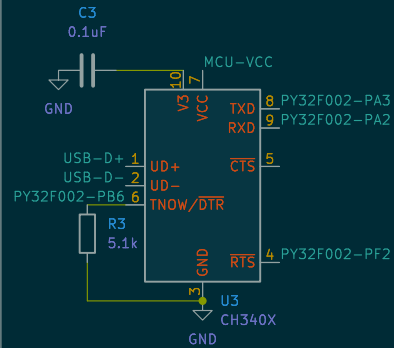 C3
0.1uF
GND
MCU-VCC
10
7
V3
VCC
TXD 8 PY32F002-PA3
RXD 9 PY32F002-PA2
USB-D+ 1 UD+
CTS 5
USB-D- 2 UD-
PY32F002-PB6 6 TNOW/DTR
R3
5.1k
GND
RTS 4 PY32F002-PF2
3
U3
CH340X
GND